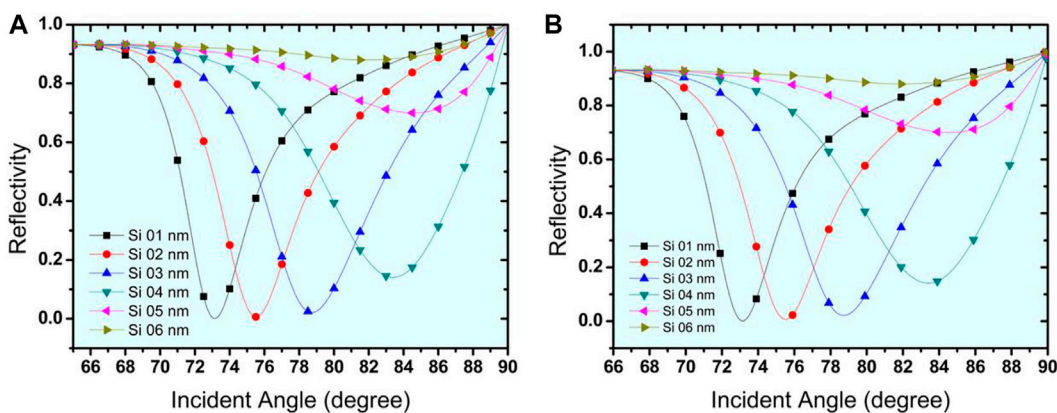 A
Reflectivity
1.0
0.8
0.6
0.4
0.2
0.0
Si 01 nm
Si 02 nm
Si 03 nm
Si 04 nm
Si 05 nm
Si 06 nm
66 68 70 72 74 76 78 80 82 84 86 88 90
Incident Angle (degree)
B
Reflectivity
1.0
0.8
0.6
0.4
0.2
0.0
Si 01 nm
Si 02 nm
Si 03 nm
Si 04 nm
Si 05 nm
Si 06 nm
66 68 70 72 74 76 78 80 82 84 86 88 90
Incident Angle (degree)